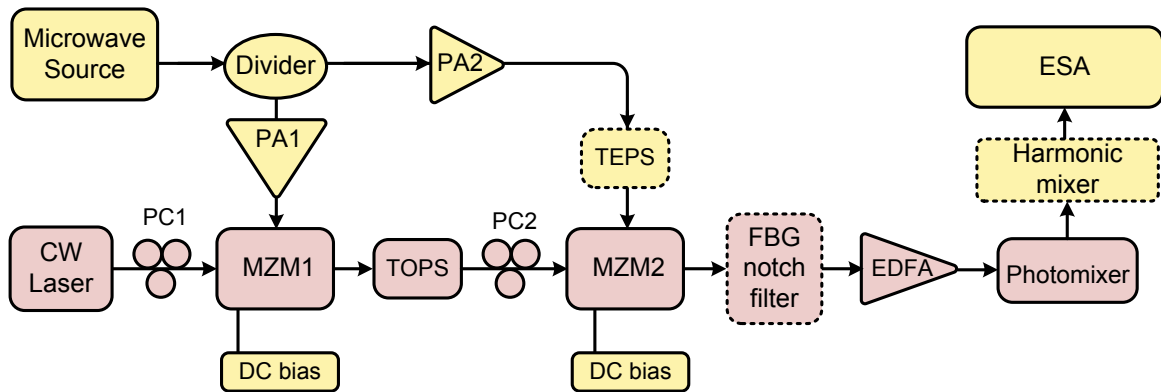 Microwave
Source
Divider
PA2
ESA
PA1
TEPS
Harmonic
mixer
PC1
PC2
CW
Laser
MZM1
TOPS
MZM2
FBG
notch
filter
EDFA
Photomixer
DC bias
DC bias